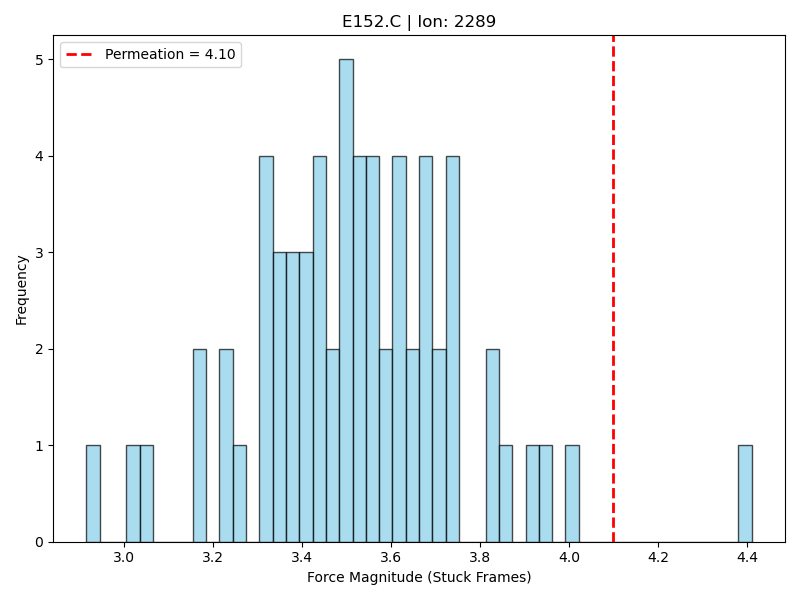 E152.C | Ion: 2289
Permeation = 4.10
Frequency
5
4
3
2
1
0
3.0 3.2 3.4 3.6 3.8 4.0 4.2 4.4
Force Magnitude (Stuck Frames)